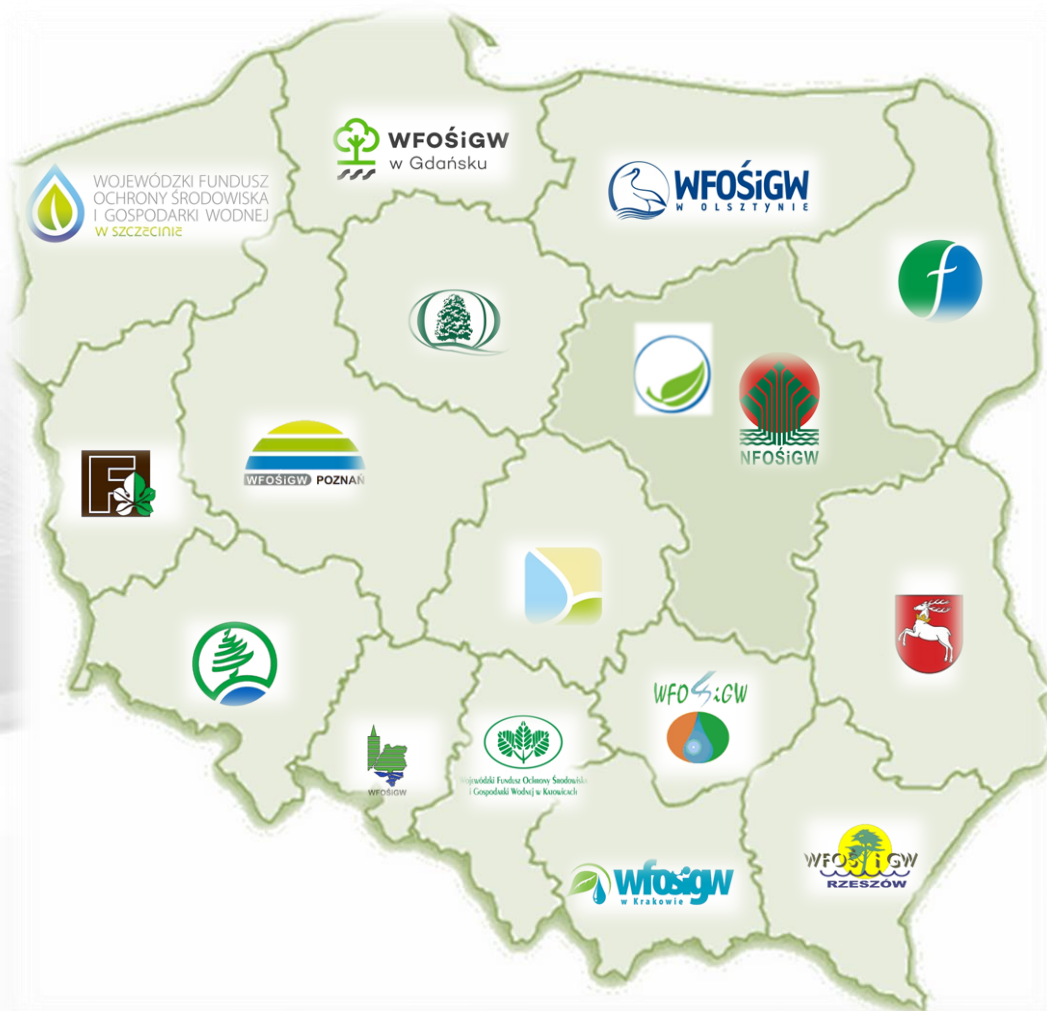 WFOŚiGW
w Gdańsku
WOJEWÓDZKI FUNDUSZ
OCHRONY ŚRODOWISKA
I GOSPODARKI WODNEJ
W SZCZECINIE
WFOŚiGW
W OLSZTYNIE
f
NFOŚiGW
F
WFOŚiGW POZNAŃ
WFOŚiGW
WFOŚiGW
Wojewódzki Fundusz Ochrony Środowiska
i Gospodarki Wodnej w Katowicach
WFOŚiGW
RZESZÓW
wfośigw
w Krakowie